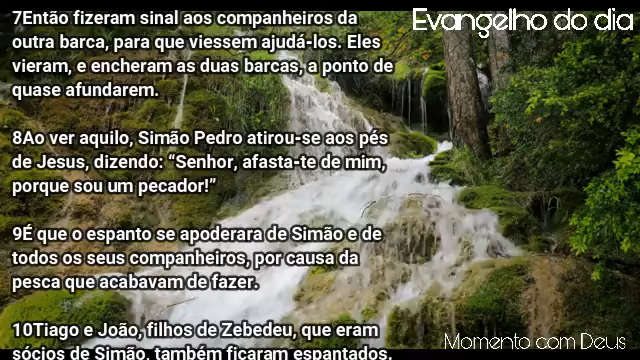 Evangelho do dia
7Então fizeram sinal aos companheiros da
outra barca, para que viessem ajudá-los. Eles
vieram, e encheram as duas barcas, a ponto de
quase afundarem.
8Ao ver aquilo, Simão Pedro atirou-se aos pés
de Jesus, dizendo: “Senhor, afasta-te de mim,
porque sou um pecador!”
9É que o espanto se apoderara de Simão e de
todos os seus companheiros, por causa da
pesca que acabavam de fazer.
10Tiago e João, filhos de Zebedeu, que eram
sócios de Simão, também ficaram espantados.
Momento com Deus